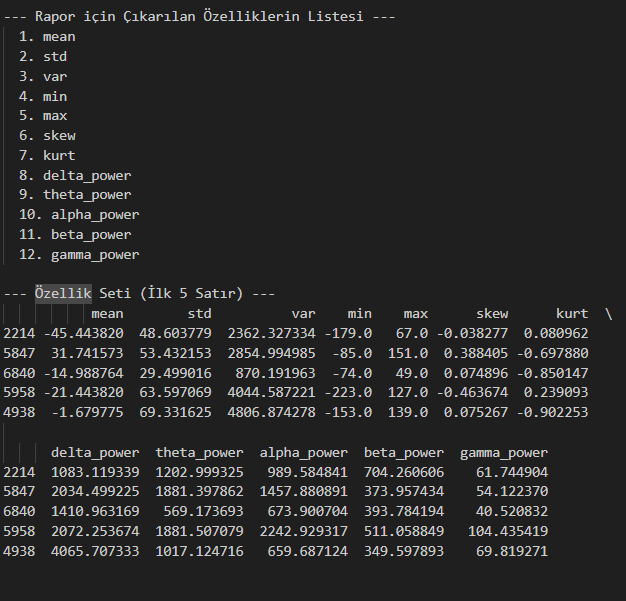 --- Rapor için Çıkarılan Özelliklerin Listesi ---
1. mean
2. std
3. var
4. min
5. max
6. skew
7. kurt
8. delta_power
9. theta_power
10. alpha_power
11. beta_power
12. gamma_power
--- Özellik Seti (İlk 5 Satır) ---
mean std var min max skew kurt \
2214 -45.443820 48.603779 2362.327334 -179.0 67.0 -0.038277 0.080962
5847 31.741573 53.432153 2854.994985 -85.0 151.0 0.388405 -0.697880
6840 -14.988764 29.499016 870.191963 -74.0 49.0 0.074896 -0.850147
5958 -21.443820 63.597069 4044.587221 -223.0 127.0 -0.463674 0.239093
4938 -1.679775 69.331625 4806.874278 -153.0 139.0 0.075267 -0.902253
delta_power theta_power alpha_power beta_power gamma_power
2214 1083.119339 1202.999325 989.584841 704.260606 61.744904
5847 2034.499225 1881.397862 1457.880891 373.957434 54.122370
6840 1410.963169 569.173693 673.900704 393.784194 40.520832
5958 2072.253674 1881.507079 2242.929317 511.058849 104.435419
4938 4065.707333 1017.124716 659.687124 349.597893 69.819271